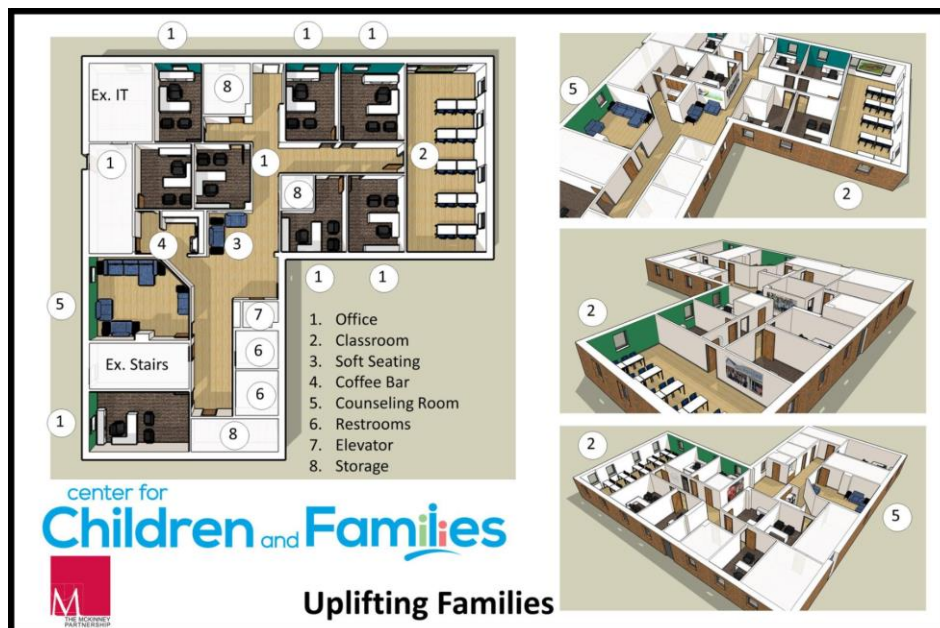 1
1
1
Ex. IT
8
1
1
2
8
4
3
1
1
5
7
6
Ex. Stairs
6
1
8
1. Office
2. Classroom
3. Soft Seating
4. Coffee Bar
5. Counseling Room
6. Restrooms
7. Elevator
8. Storage
5
2
2
2
5
center for
Children and Families
M
THE MCKINNEY
PARTNERSHIP
Uplifting Families